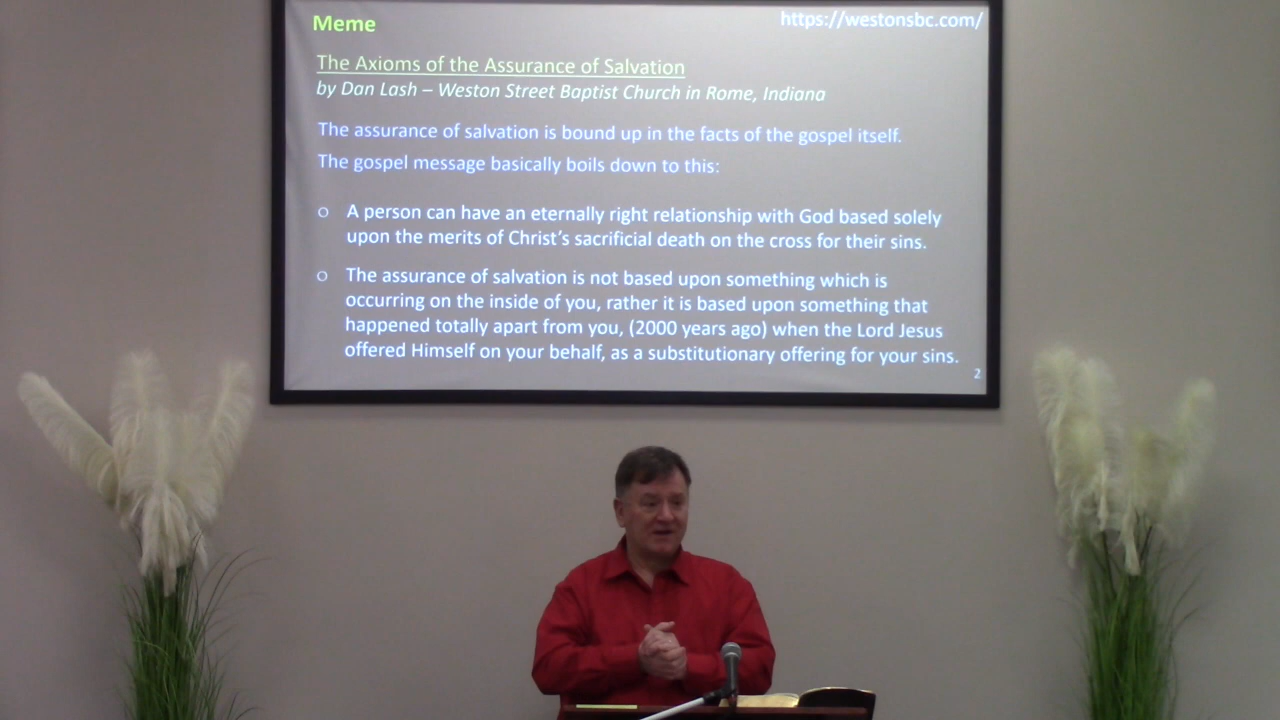 Meme
https://westonsbc.com/
The Axioms of the Assurance of Salvation
by Dan Lash – Weston Street Baptist Church in Rome, Indiana
The assurance of salvation is bound up in the facts of the gospel itself.
The gospel message basically boils down to this:
○ A person can have an eternally right relationship with God based solely
upon the merits of Christ's sacrificial death on the cross for their sins.
○ The assurance of salvation is not based upon something which is
occurring on the inside of you, rather it is based upon something that
happened totally apart from you, (2000 years ago) when the Lord Jesus
offered Himself on your behalf, as a substitutionary offering for your sins.
2